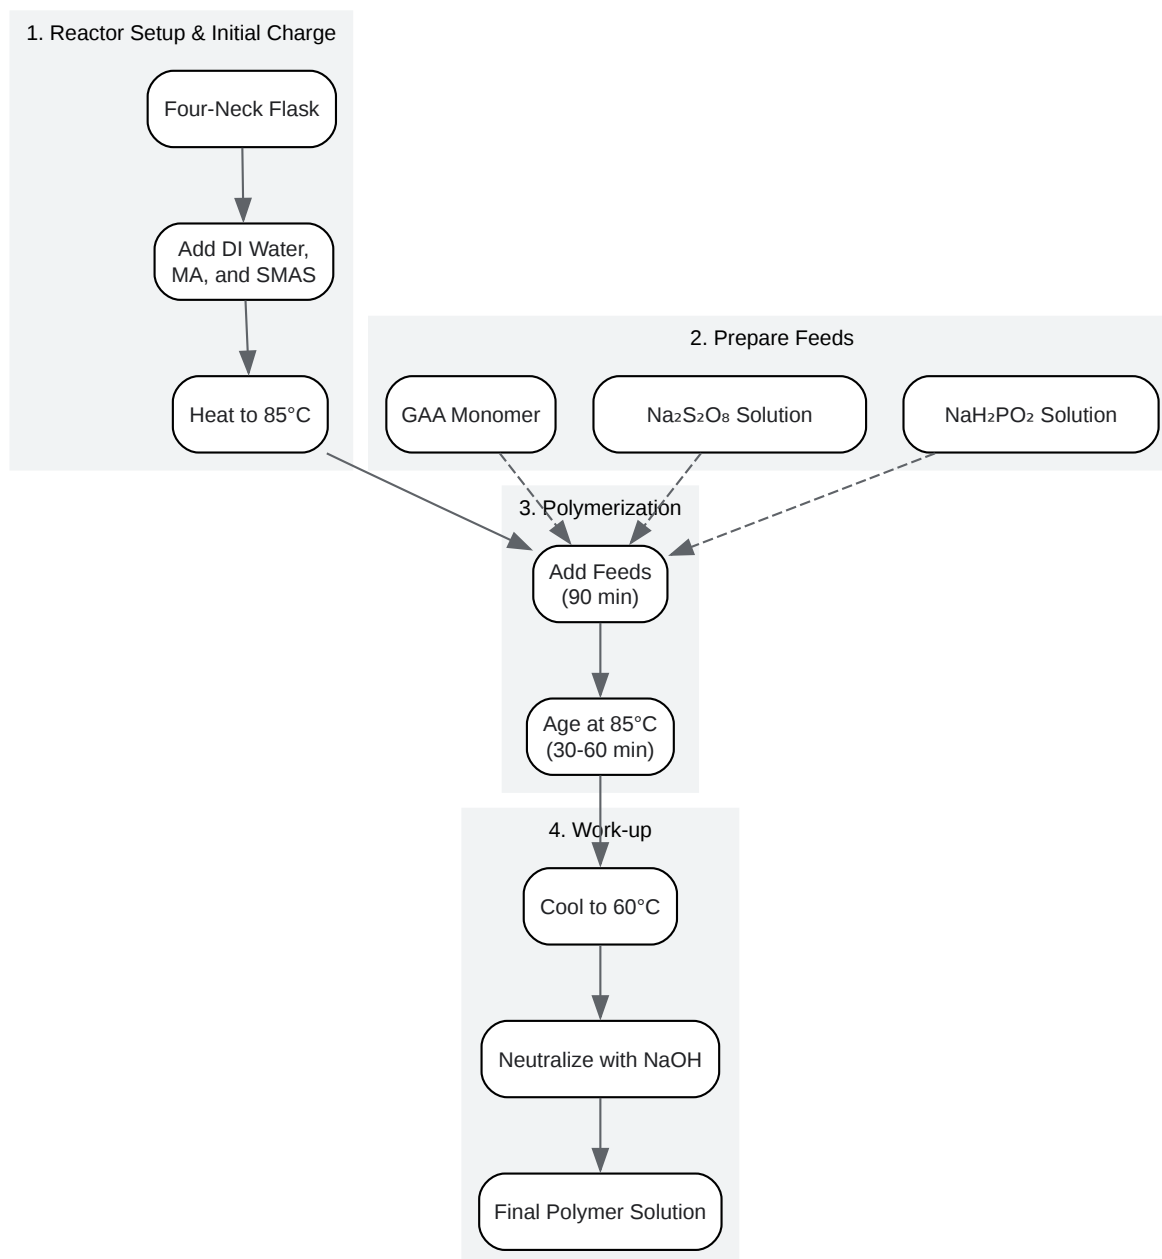 1. Reactor Setup & Initial Charge
Four-Neck Flask
Add DI Water,
MA, and SMAS
Heat to 85°C
2. Prepare Feeds
GAA Monomer
Na₂S₂O₈ Solution
NaH₂PO₂ Solution
3. Polymerization
Add Feeds
(90 min)
Age at 85°C
(30-60 min)
4. Work-up
Cool to 60°C
Neutralize with NaOH
Final Polymer Solution